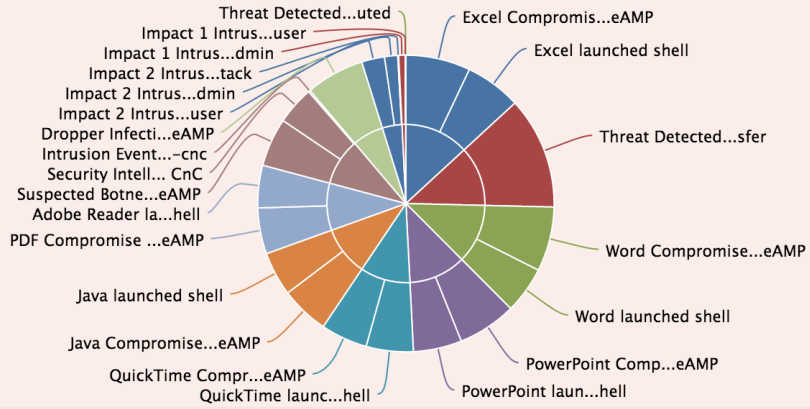 Threat Detected...uted
Impact 1 Intrus...user
Impact 1 Intrus...dmin
Impact 2 Intrus...tack
Impact 2 Intrus...dmin
Impact 2 Intrus...user
Dropper Infecti...eAMP
Intrusion Event...-cnc
Security Intell... CnC
Suspected Botne...eAMP
Adobe Reader la...hell
PDF Compromise ...eAMP
Java launched shell
Java Compromise...eAMP
QuickTime Compr...eAMP
QuickTime launc...hell
Excel Compromis...eAMP
Excel launched shell
Threat Detected...sfer
Word Compromise...eAMP
Word launched shell
PowerPoint Comp...eAMP
PowerPoint laun...hell